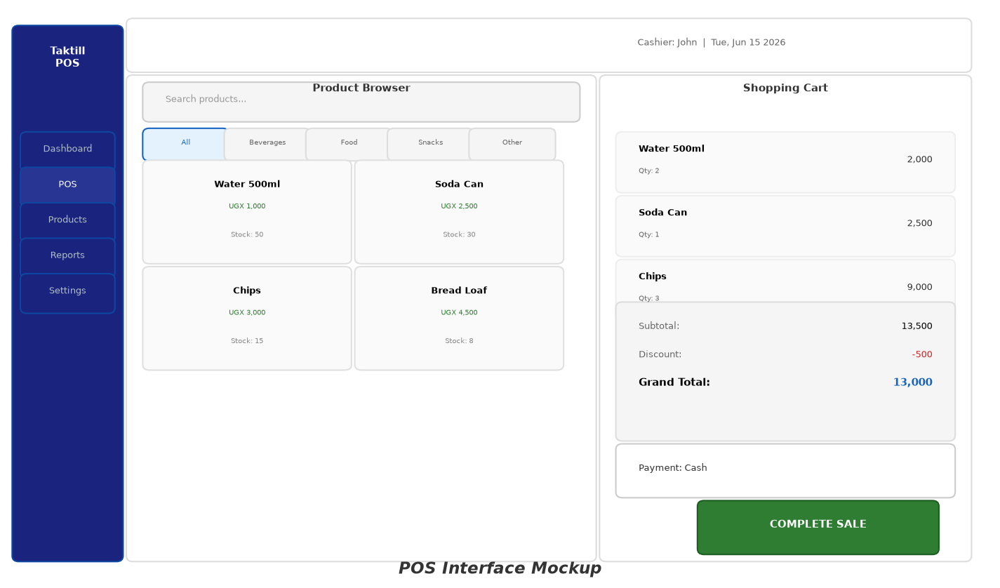 Taktill
POS
Dashboard
POS
Products
Reports
Settings
Cashier: John | Tue, Jun 15 2026
Product Browser
Search products...
All
Beverages
Food
Snacks
Other
Water 500ml
UGX 1,000
Stock: 50
Soda Can
UGX 2,500
Stock: 30
Chips
UGX 3,000
Stock: 15
Bread Loaf
UGX 4,500
Stock: 8
Shopping Cart
Water 500ml
Qty: 2
2,000
Soda Can
Qty: 1
2,500
Chips
Qty: 3
9,000
Subtotal: 13,500
Discount: -500
Grand Total: 13,000
Payment: Cash
COMPLETE SALE
POS Interface Mockup